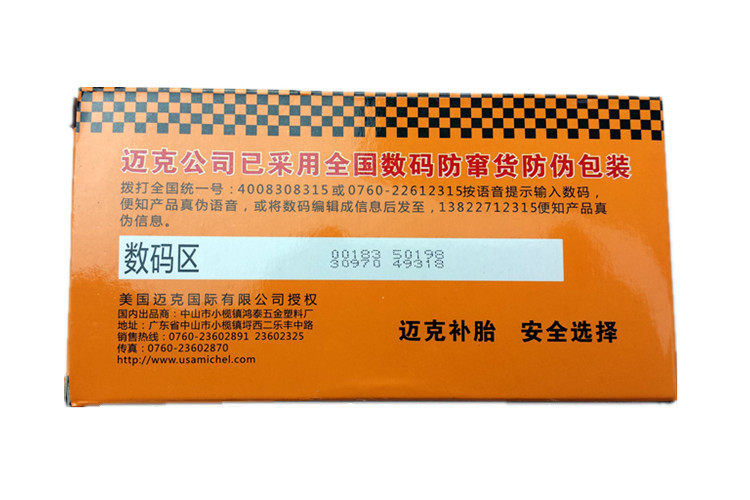 迈克公司已采用全国数码防窜货防伪包装
拨打全国统一号：4008308315或0760-22612315按语音提示输入数码，
便知产品真伪语音，或将数码编辑成信息后发至，13822712315便知产品真
伪信息。
数码区
00183 50198
30970 49318
美国迈克国际有限公司授权
国内出品商：中山市小榄镇鸿泰五金塑料厂
地址：广东省中山市小榄镇埒西二乐丰中路
销售热线：0760-23602891 23602325
传真：0760-23602870
http://www.usamichel.com
迈克补胎 安全选择